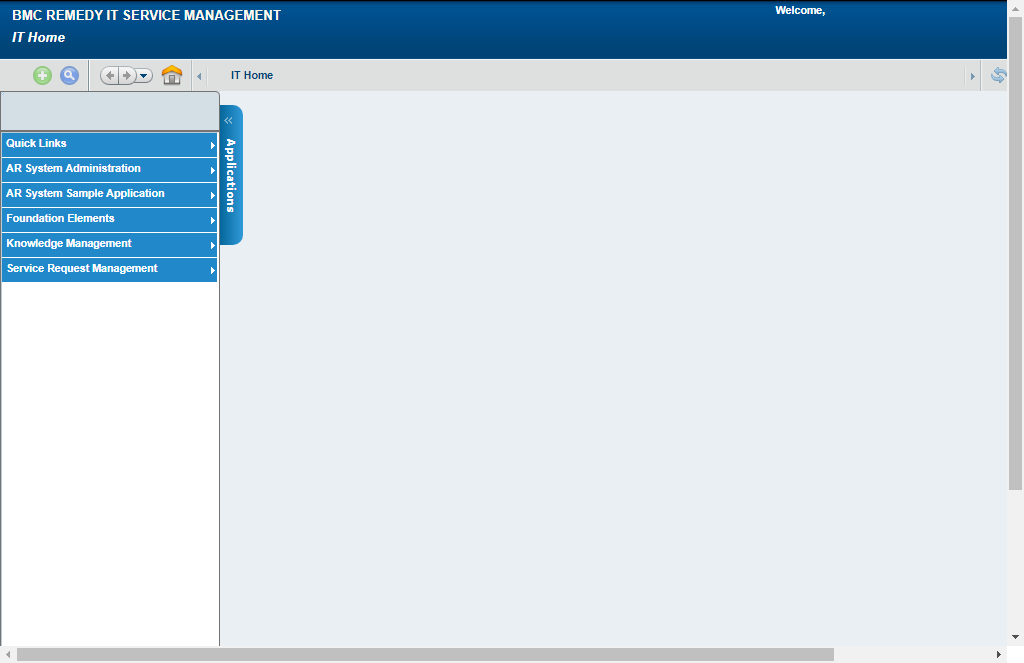 BMC REMEDY IT SERVICE MANAGEMENT
Welcome,
IT Home
IT Home
Quick Links
AR System Administration
AR System Sample Application
Foundation Elements
Knowledge Management
Service Request Management
Applications